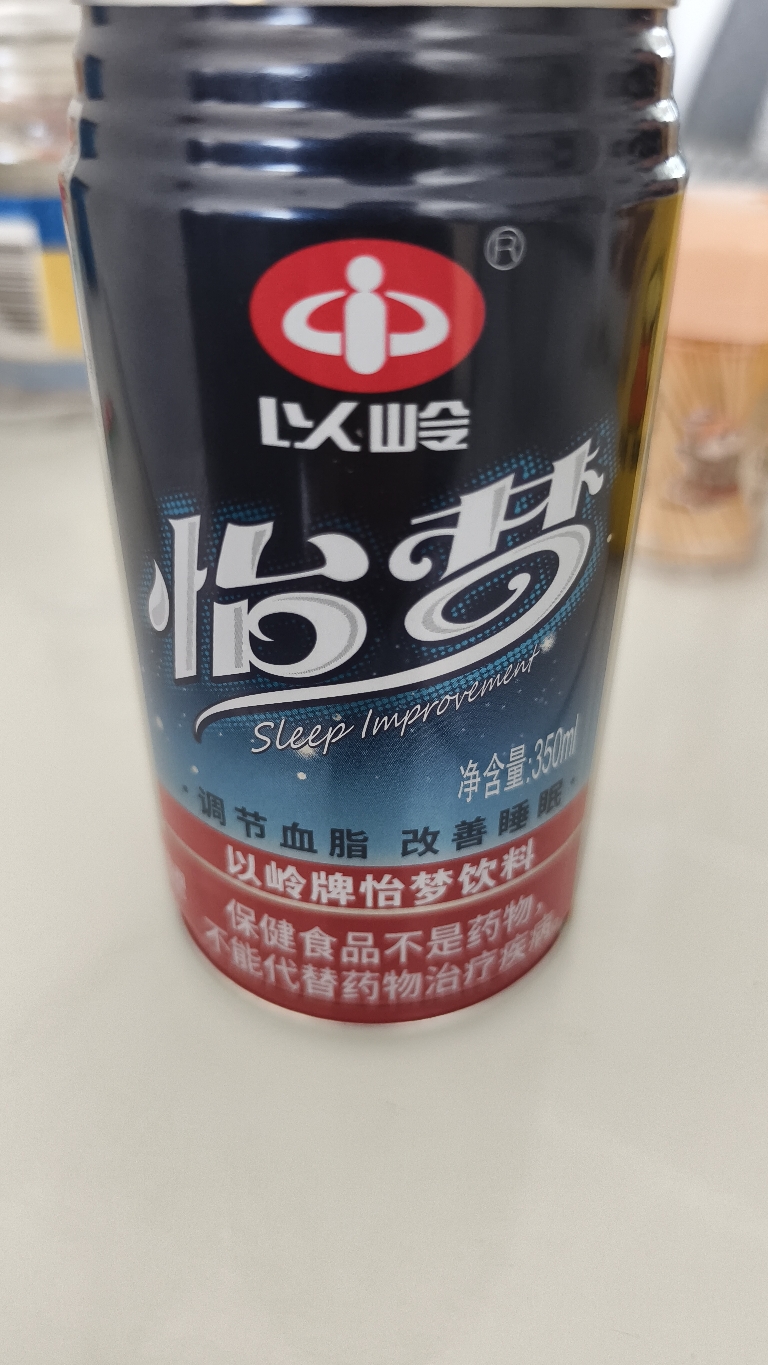 ®
以岭
怡梦
Sleep Improvement
净含量:350ml
·调节血脂 改善睡眠·
以岭牌怡梦饮料
保健食品不是药物,
不能代替药物治疗疾病